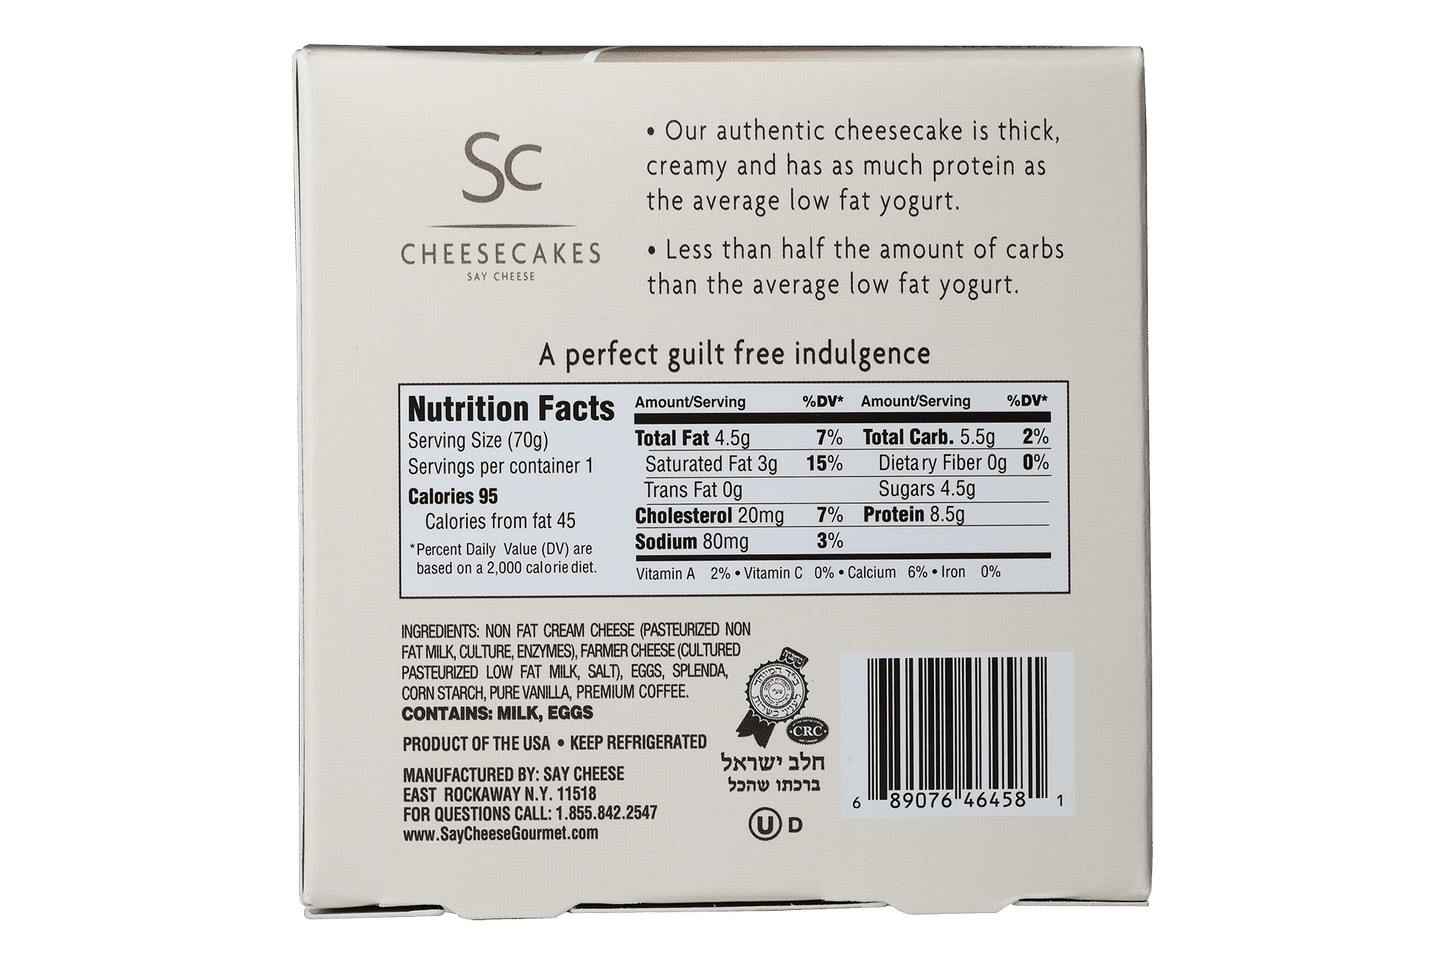 Sc
CHEESECAKES
SAY CHEESE
• Our authentic cheesecake is thick,
creamy and has as much protein as
the average low fat yogurt.
• Less than half the amount of carbs
than the average low fat yogurt.
A perfect guilt free indulgence
Nutrition Facts
Serving Size (70g)
Servings per container 1
Calories 95
Calories from fat 45
*Percent Daily Value (DV) are
based on a 2,000 calorie diet.
Amount/Serving %DV* Amount/Serving %DV*
Total Fat 4.5g 7% Total Carb. 5.5g 2%
Saturated Fat 3g 15% Dietary Fiber 0g 0%
Trans Fat 0g Sugars 4.5g
Cholesterol 20mg 7% Protein 8.5g
Sodium 80mg 3%
Vitamin A 2% • Vitamin C 0% • Calcium 6% • Iron 0%
INGREDIENTS: NON FAT CREAM CHEESE (PASTEURIZED NON
FAT MILK, CULTURE, ENZYMES), FARMER CHEESE (CULTURED
PASTEURIZED LOW FAT MILK, SALT), EGGS, SPLENDA,
CORN STARCH, PURE VANILLA, PREMIUM COFFEE.
CONTAINS: MILK, EGGS
PRODUCT OF THE USA • KEEP REFRIGERATED
MANUFACTURED BY: SAY CHEESE
EAST ROCKAWAY N.Y. 11518
FOR QUESTIONS CALL: 1.855.842.2547
www.SayCheeseGourmet.com
CRC
חלב ישראל
ברכתו שהכל
U D
6 89076 46458 1